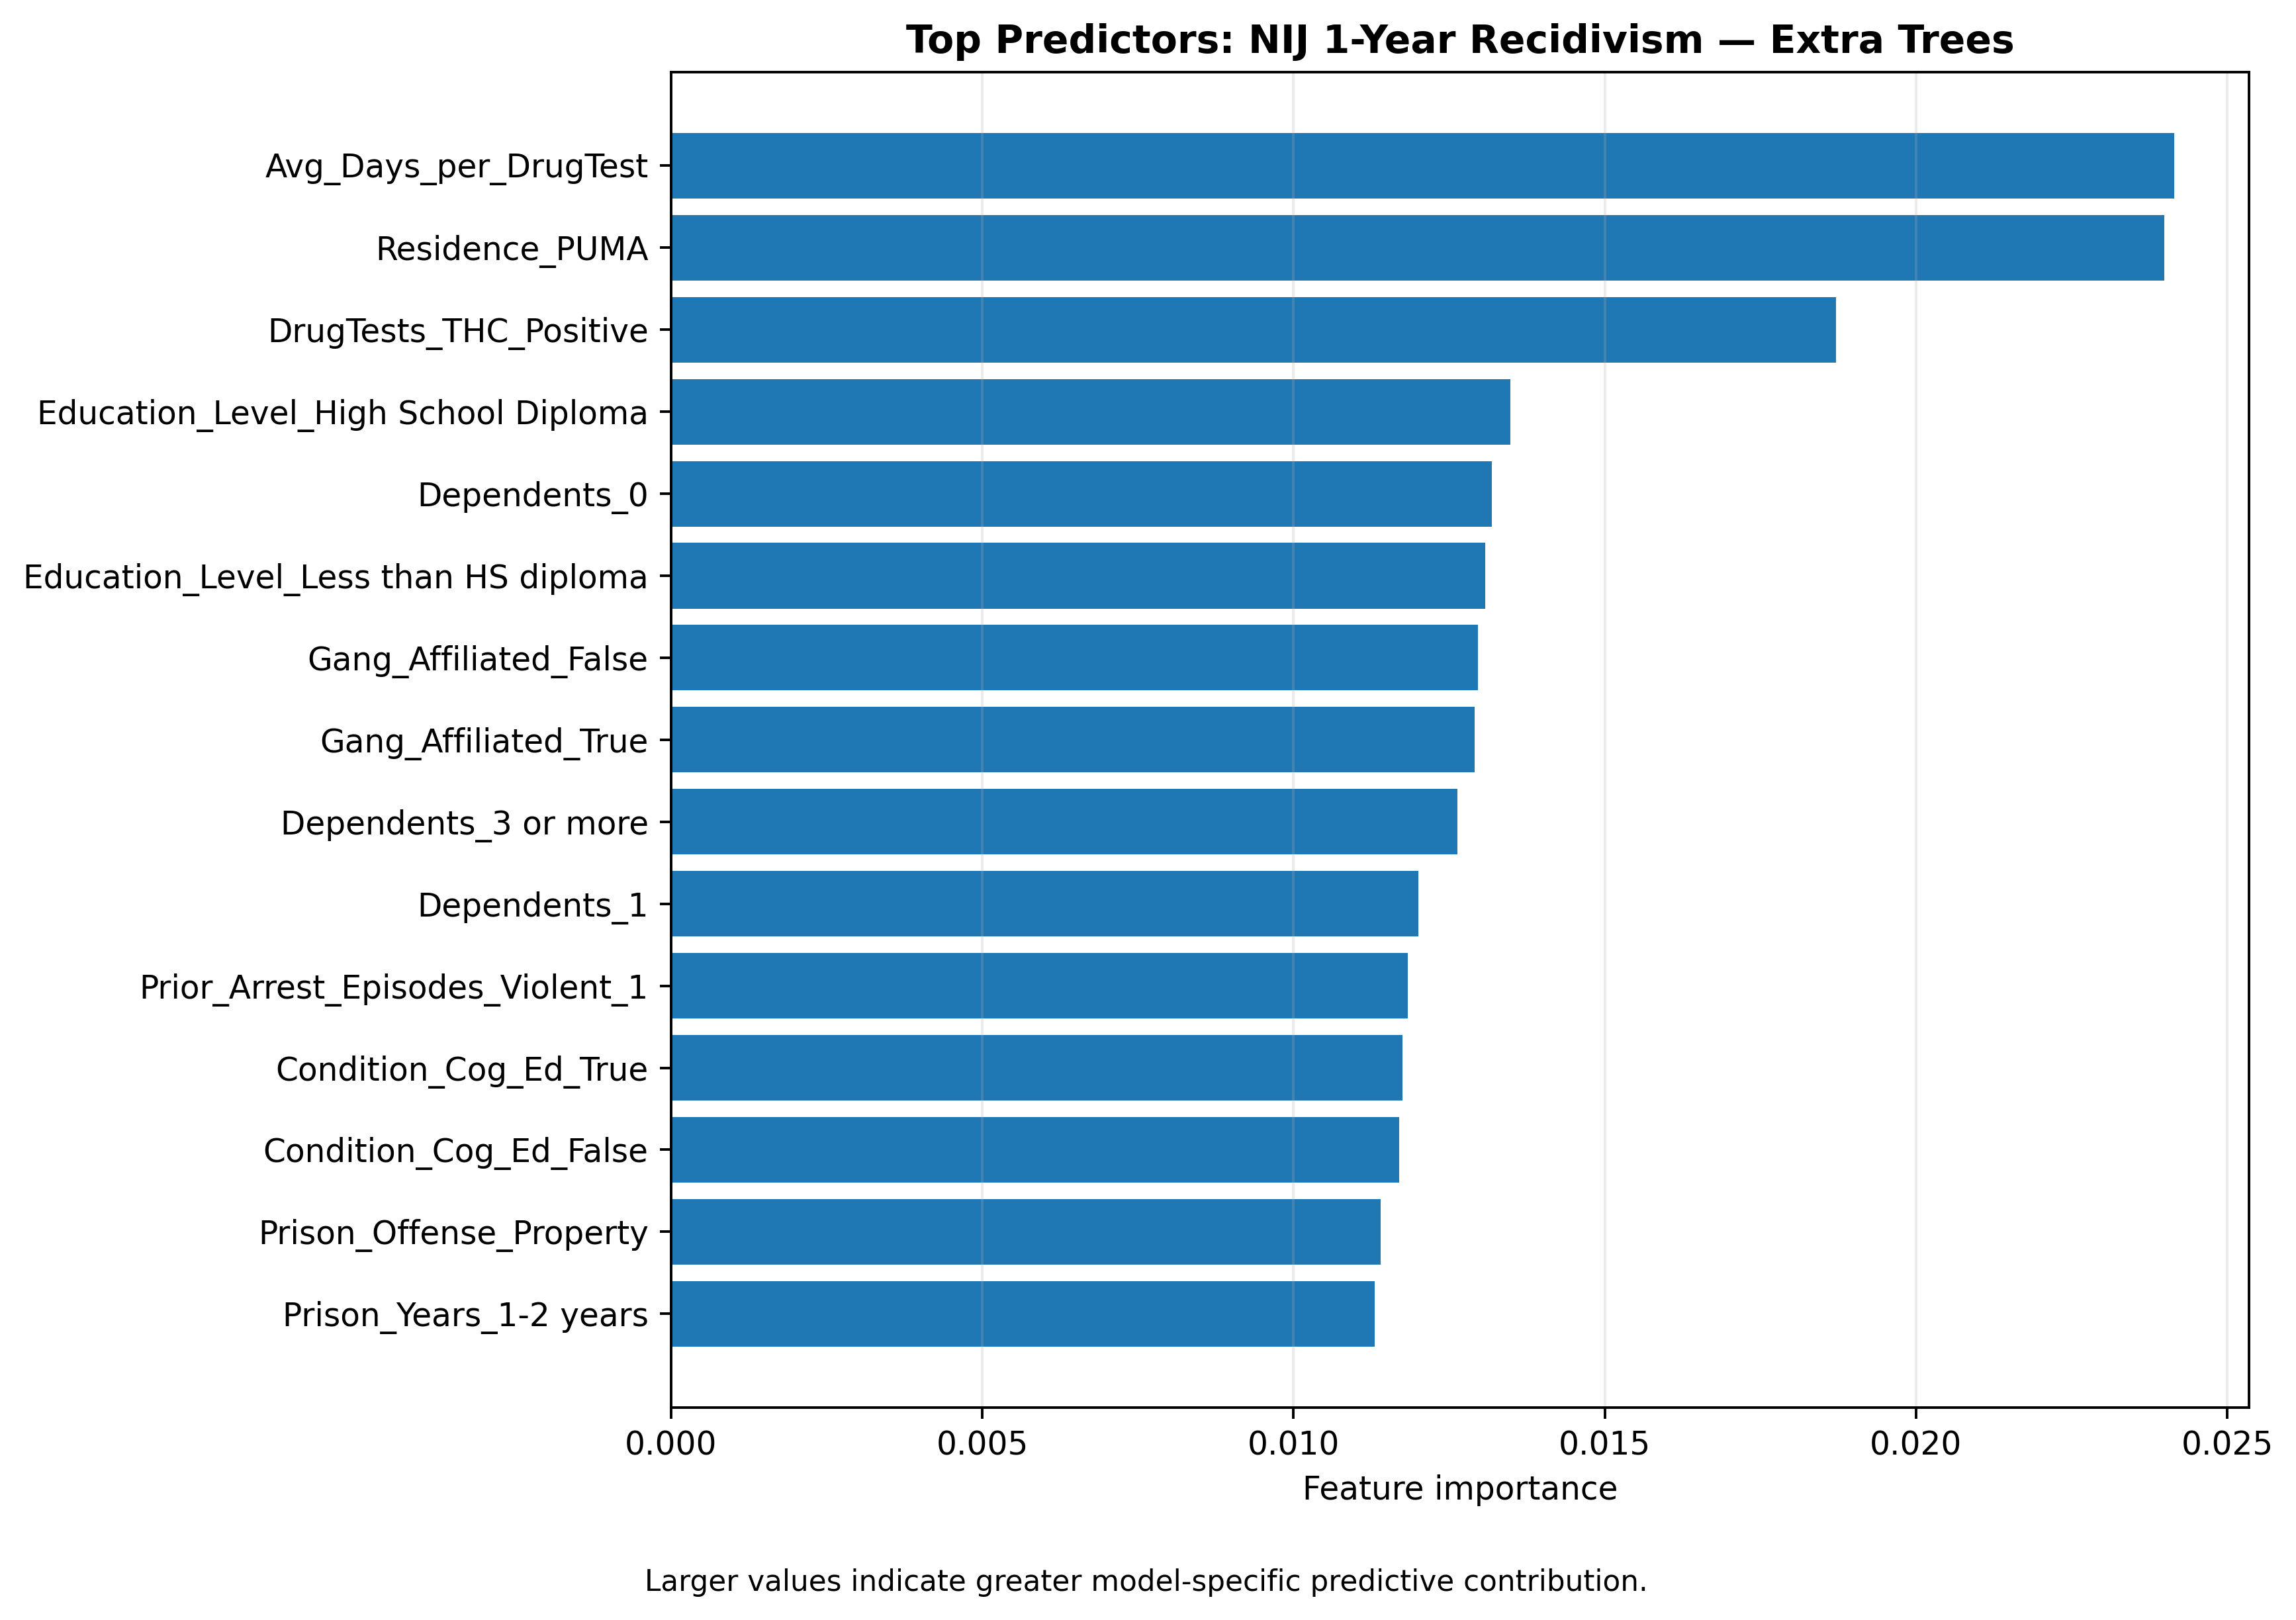 Top Predictors: NIJ 1-Year Recidivism — Extra Trees
Avg_Days_per_DrugTest
Residence_PUMA
DrugTests_THC_Positive
Education_Level_High School Diploma
Dependents_0
Education_Level_Less than HS diploma
Gang_Affiliated_False
Gang_Affiliated_True
Dependents_3 or more
Dependents_1
Prior_Arrest_Episodes_Violent_1
Condition_Cog_Ed_True
Condition_Cog_Ed_False
Prison_Offense_Property
Prison_Years_1-2 years
0.000 0.005 0.010 0.015 0.020 0.025
Feature importance
Larger values indicate greater model-specific predictive contribution.